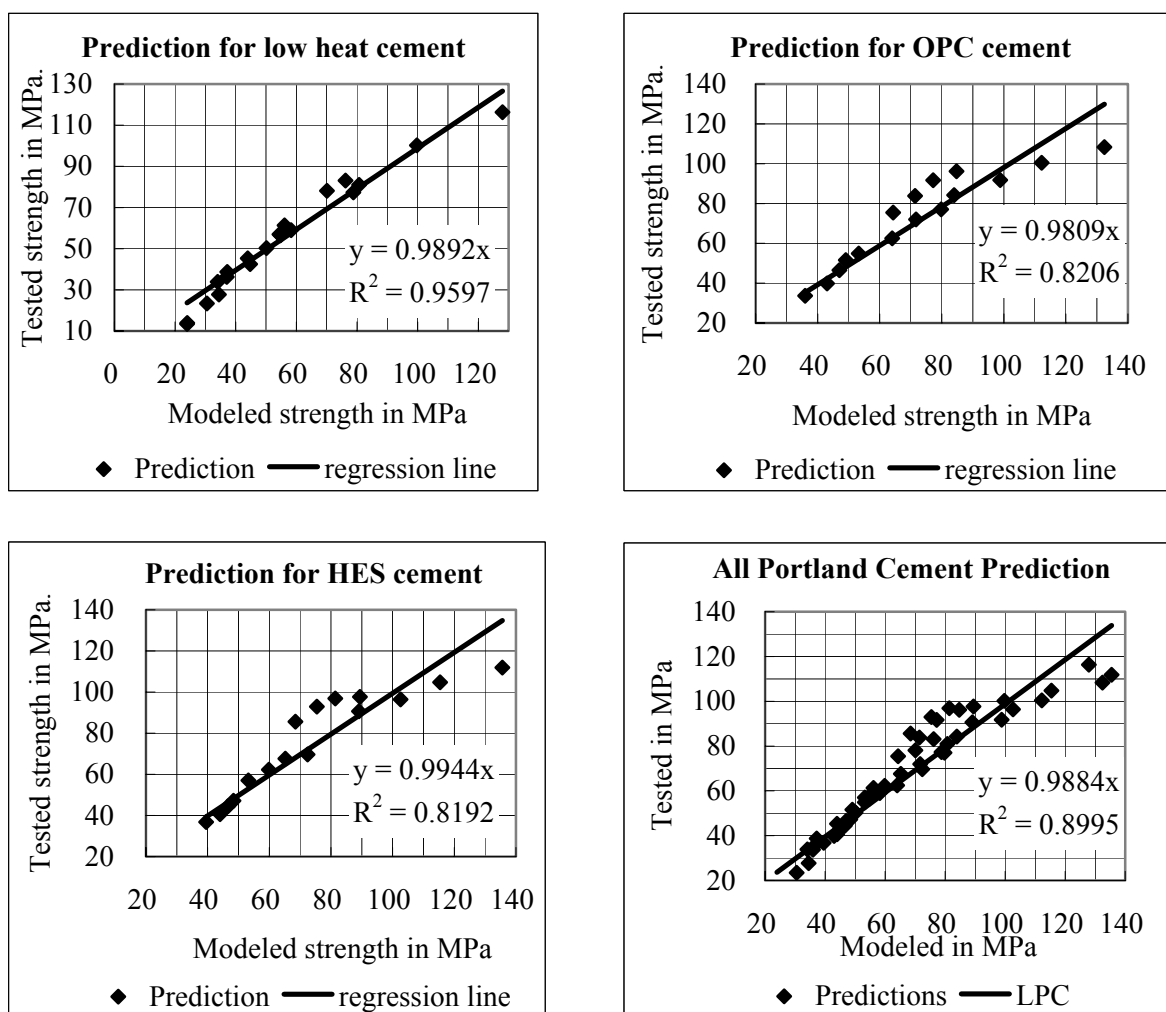 Prediction for low heat cement
Tested strength in MPa.
130
110
90
70
50
30
10
0 20 40 60 80 100 120
y = 0.9892x
R² = 0.9597
Modeled strength in MPa
Prediction regression line
Prediction for OPC cement
Tested strength in MPa.
140
120
100
80
60
40
20
20 40 60 80 100 120 140
y = 0.9809x
R² = 0.8206
Modeled strength in MPa
Prediction regression line
Prediction for HES cement
Tested strength in MPa.
140
120
100
80
60
40
20
20 40 60 80 100 120 140
y = 0.9944x
R² = 0.8192
Modeled strength in MPa
Prediction regression line
All Portland Cement Prediction
Tested in MPa
140
120
100
80
60
40
20
20 40 60 80 100 120 140
y = 0.9884x
R² = 0.8995
Modeled in MPa
Predictions LPC